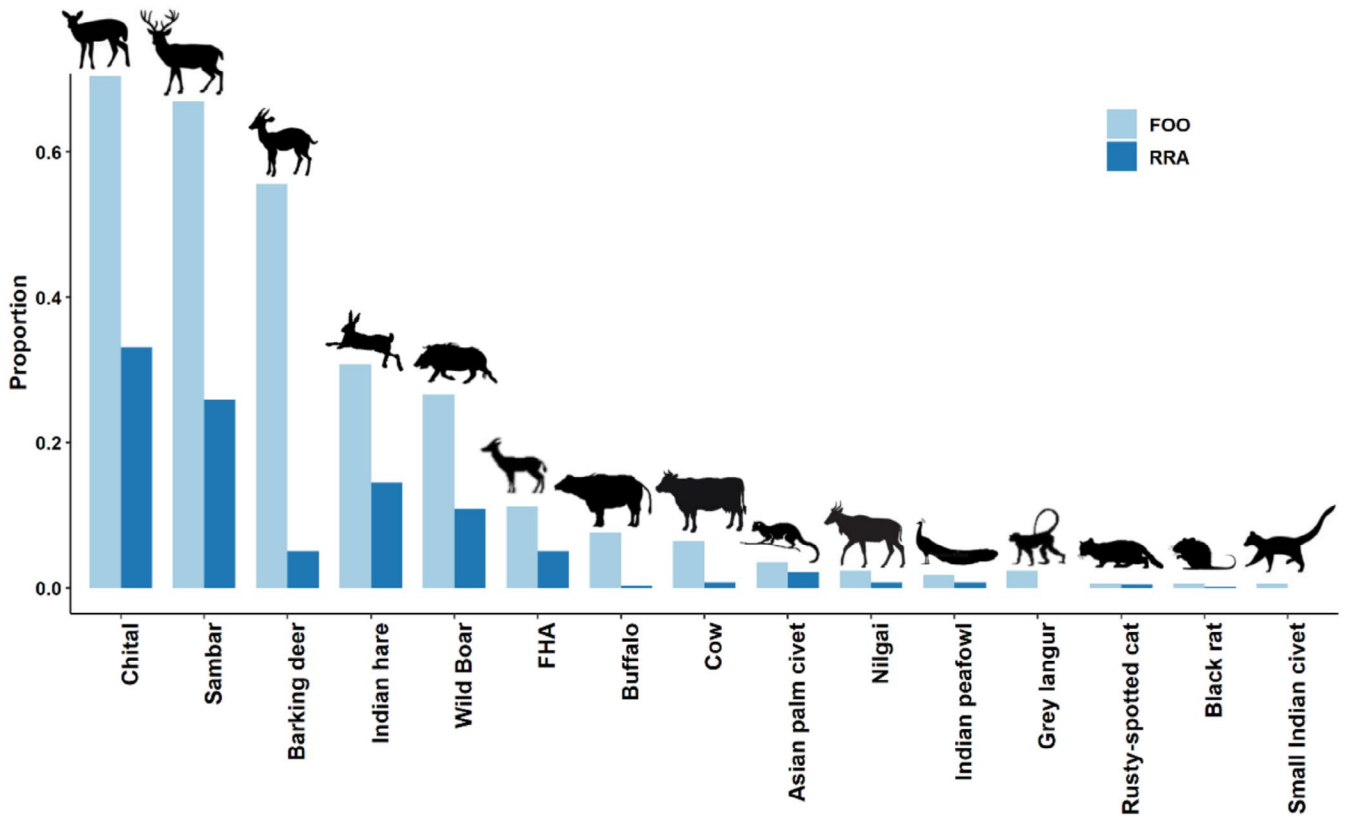 FOO
RRA
Proportion
0.6
0.4
0.2
0.0
Chital
Sambar
Barking deer
Indian hare
Wild Boar
FHA
Buffalo
Cow
Asian palm civet
Nilgai
Indian peafowl
Grey langur
Rusty-spotted cat
Black rat
Small Indian civet